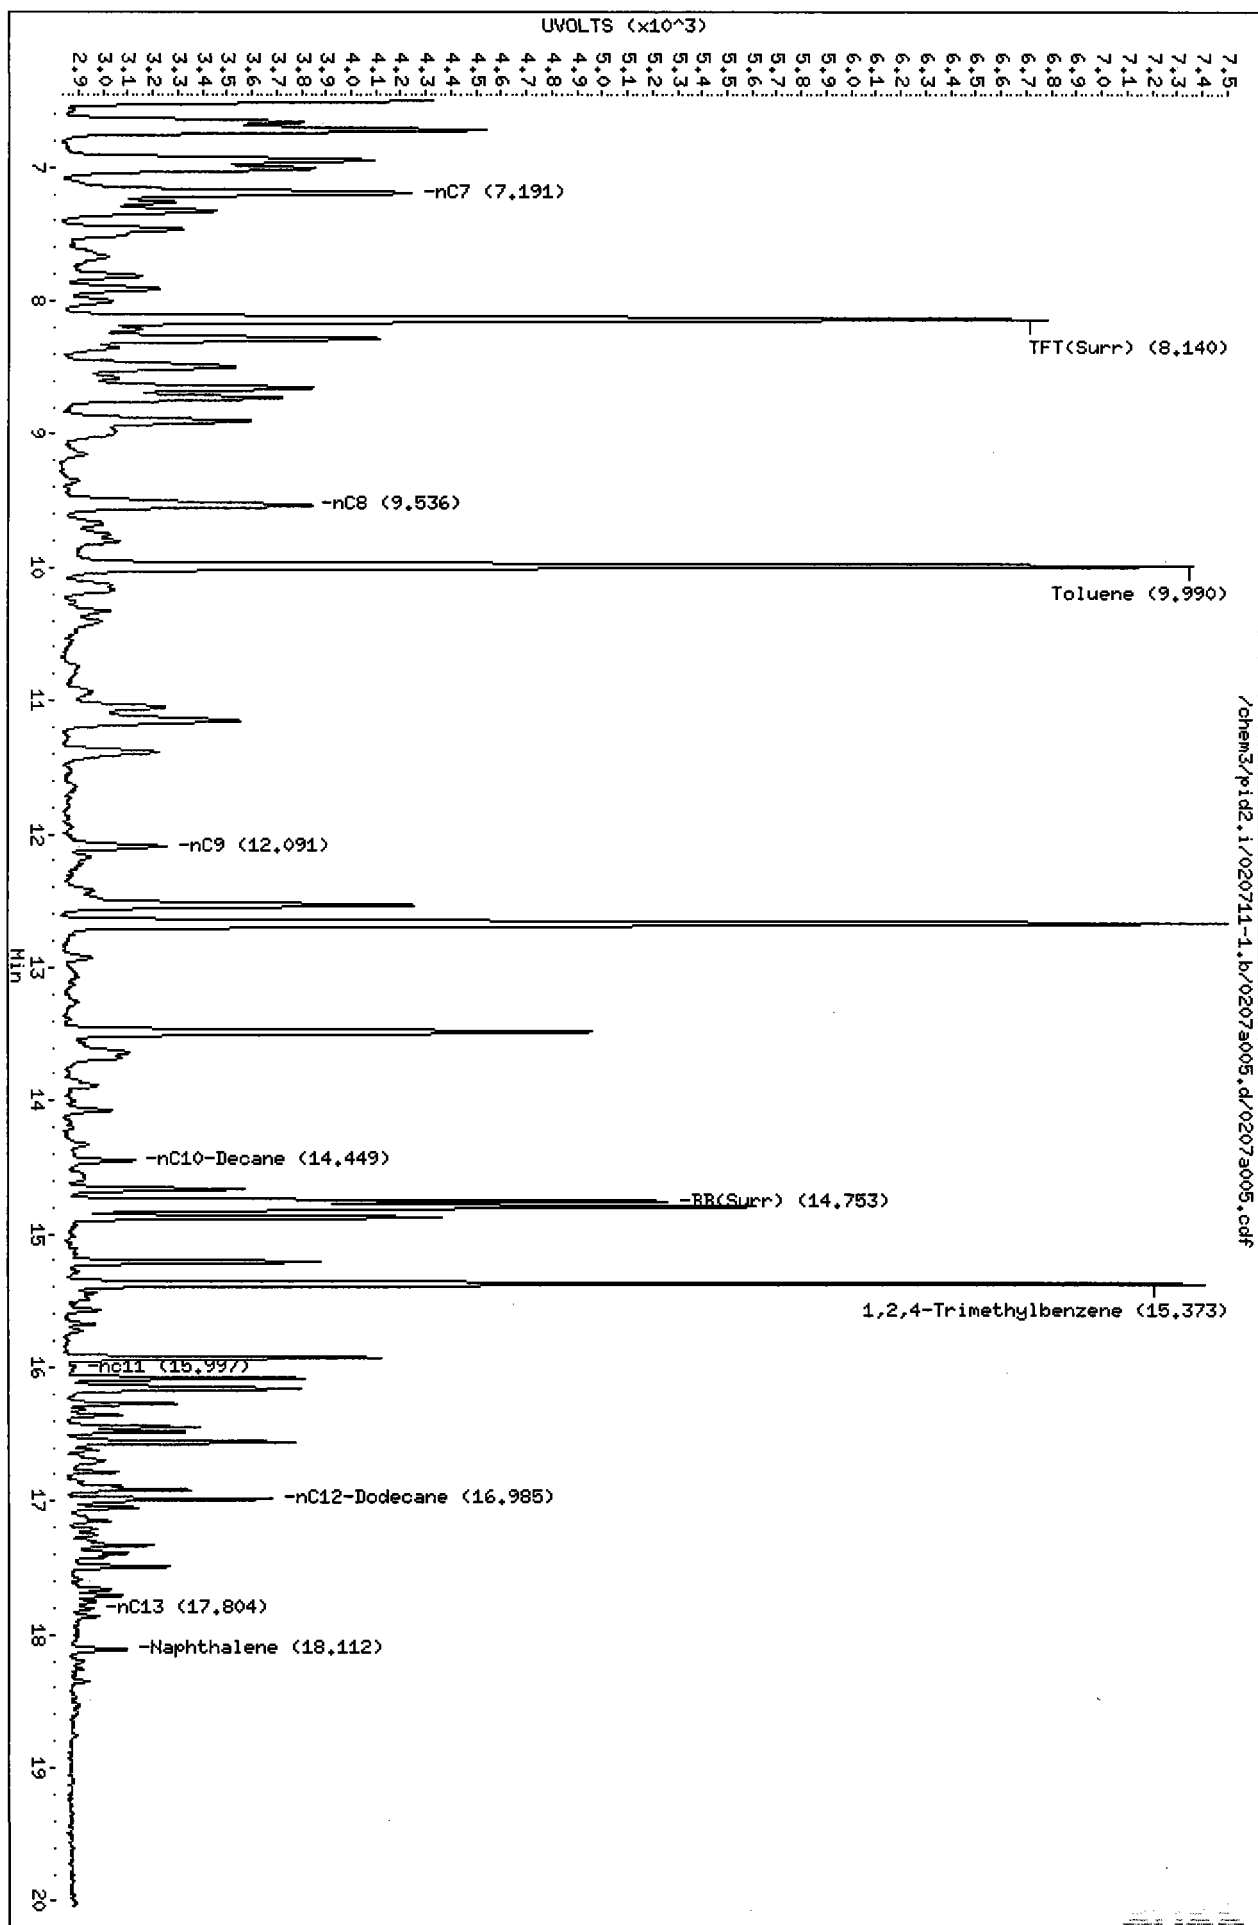 UVOLTS (x10^3)
2.9 3.0 3.1 3.2 3.3 3.4 3.5 3.6 3.7 3.8 3.9 4.0 4.1 4.2 4.3 4.4 4.5 4.6 4.7 4.8 4.9 5.0 5.1 5.2 5.3 5.4 5.5 5.6 5.7 5.8 5.9 6.0 6.1 6.2 6.3 6.4 6.5 6.6 6.7 6.8 6.9 7.0 7.1 7.2 7.3 7.4 7.5
7
-nC7 (7.191)
8
TFT(Surr) (8.140)
9
-nC8 (9.536)
10
Toluene (9.990)
11
/chem3/pid2.i/020711-1.b/0207a005.d/0207a005.cdf
12
-nC9 (12.091)
13
Min
14
-nC10-Decane (14.449)
-BB(Surr) (14.753)
15
1,2,4-Trimethylbenzene (15.373)
16
-nc11 (15.997)
17
-nC12-Dodecane (16.985)
-nC13 (17.804)
18
-Naphthalene (18.112)
19
20